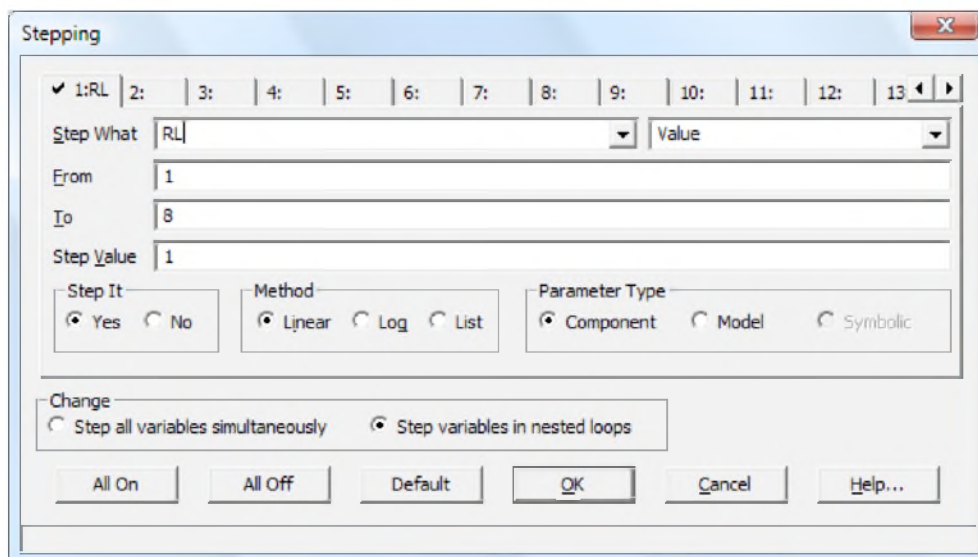 Stepping
1:RL 2: 3: 4: 5: 6: 7: 8: 9: 10: 11: 12: 13
Step What RL Value
From 1
To 8
Step Value 1
Step It Method Parameter Type
Yes No Linear Log List Component Model Symbolic
Change
Step all variables simultaneously Step variables in nested loops
All On All Off Default OK Cancel Help...